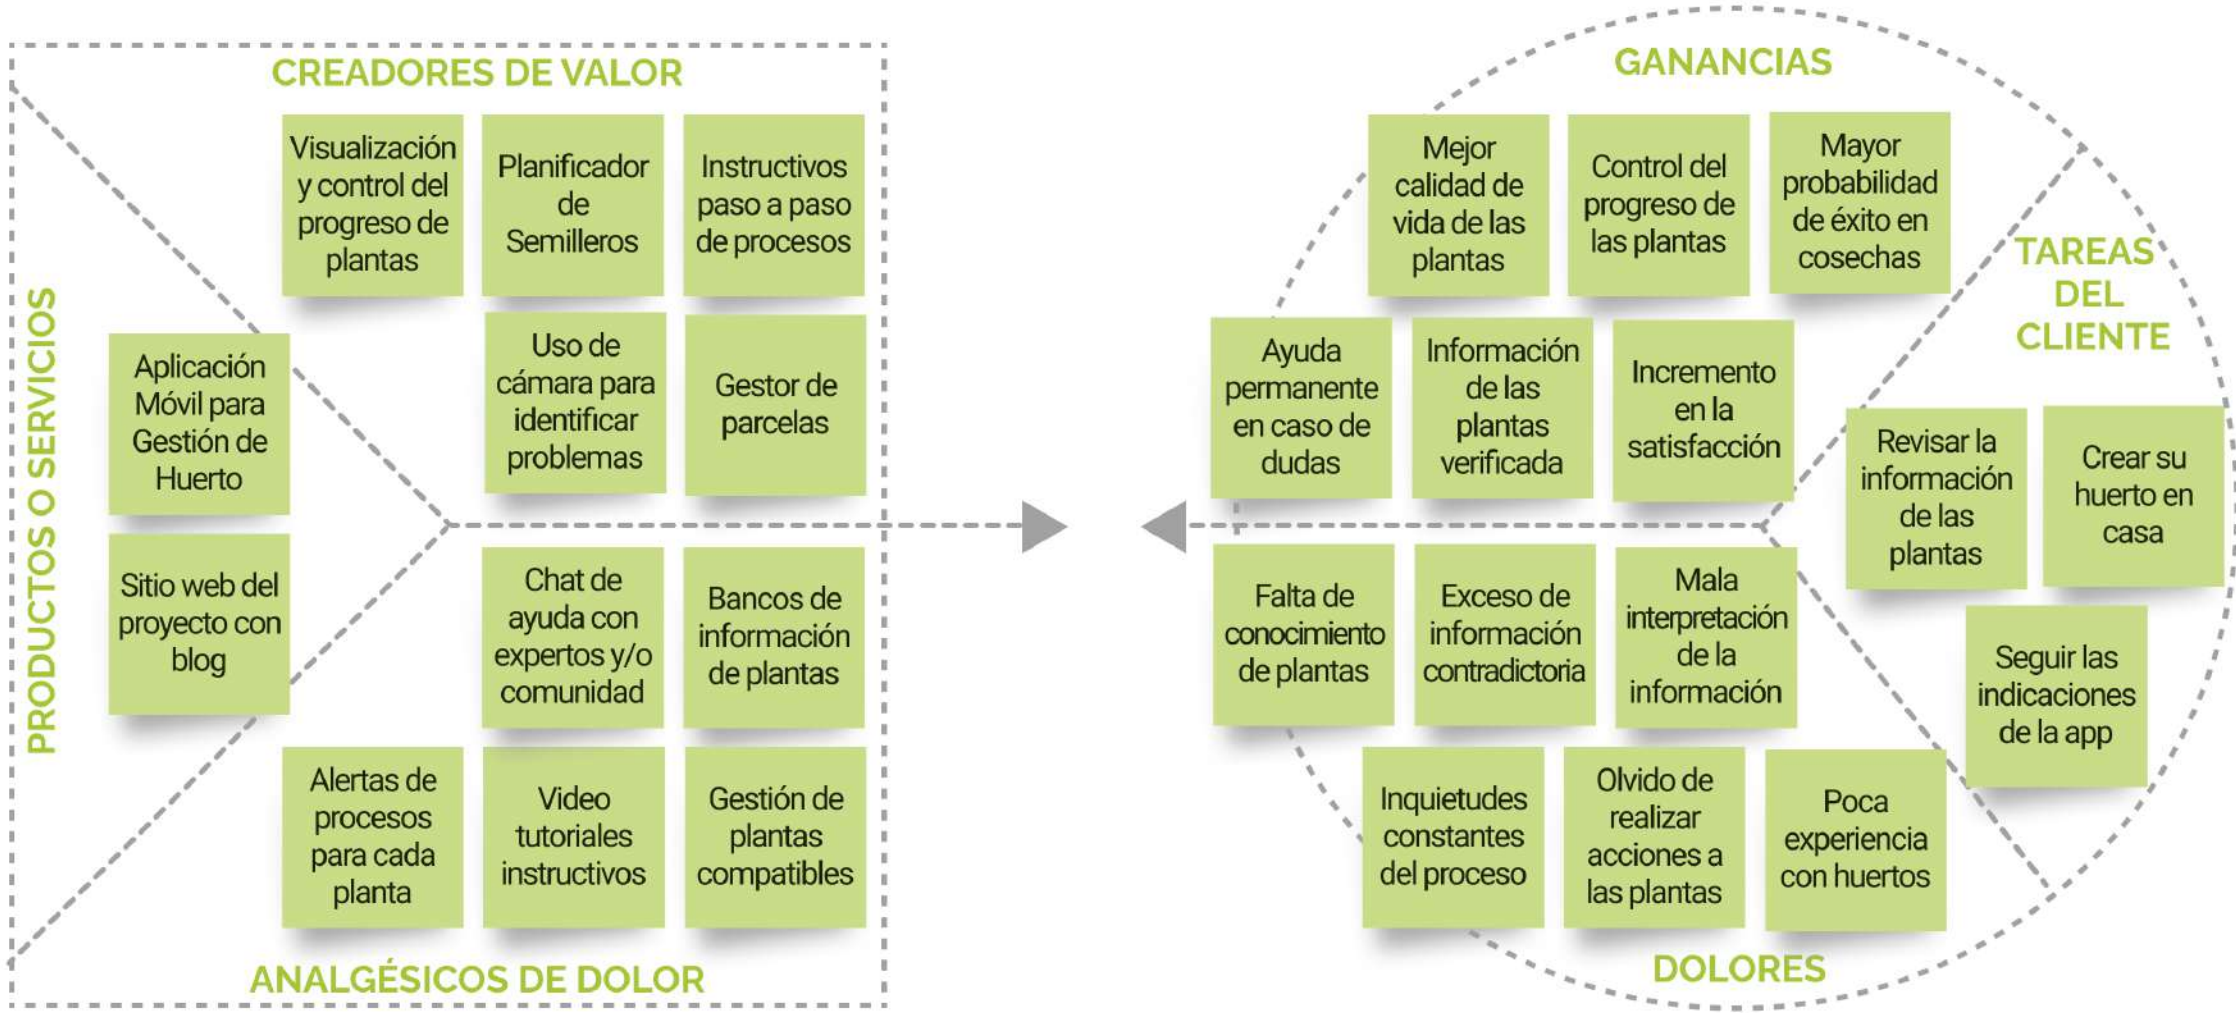 CREADORES DE VALOR
Visualización
y control del
progreso de
plantas
Planificador
de
Semilleros
Instructivos
paso a paso
de procesos
Uso de
cámara para
identificar
problemas
Gestor de
parcelas
PRODUCTOS O SERVICIOS
Aplicación
Móvil para
Gestión de
Huerto
Sitio web del
proyecto con
blog
Chat de
ayuda con
expertos y/o
comunidad
Bancos de
información
de plantas
Alertas de
procesos
para cada
planta
Video
tutoriales
instructivos
Gestión de
plantas
compatibles
ANALGÉSICOS DE DOLOR
GANANCIAS
Mejor
calidad de
vida de las
plantas
Control del
progreso de
las plantas
Mayor
probabilidad
de éxito en
cosechas
Ayuda
permanente
en caso de
dudas
Información
de las
plantas
verificada
Incremento
en la
satisfacción
TAREAS
DEL
CLIENTE
Revisar la
información
de las
plantas
Crear su
huerto en
casa
Seguir las
indicaciones
de la app
Falta de
conocimiento
de plantas
Exceso de
información
contradictoria
Mala
interpretación
de la
información
Inquietudes
constantes
del proceso
Olvido de
realizar
acciones a
las plantas
Poca
experiencia
con huertos
DOLORES